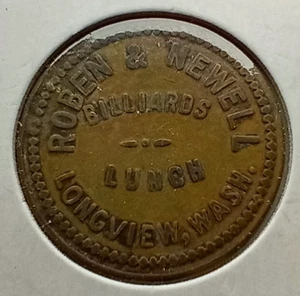 ROBEN & NEWELL
BILLIARDS
LUNCH
LONGVIEW, WASH.